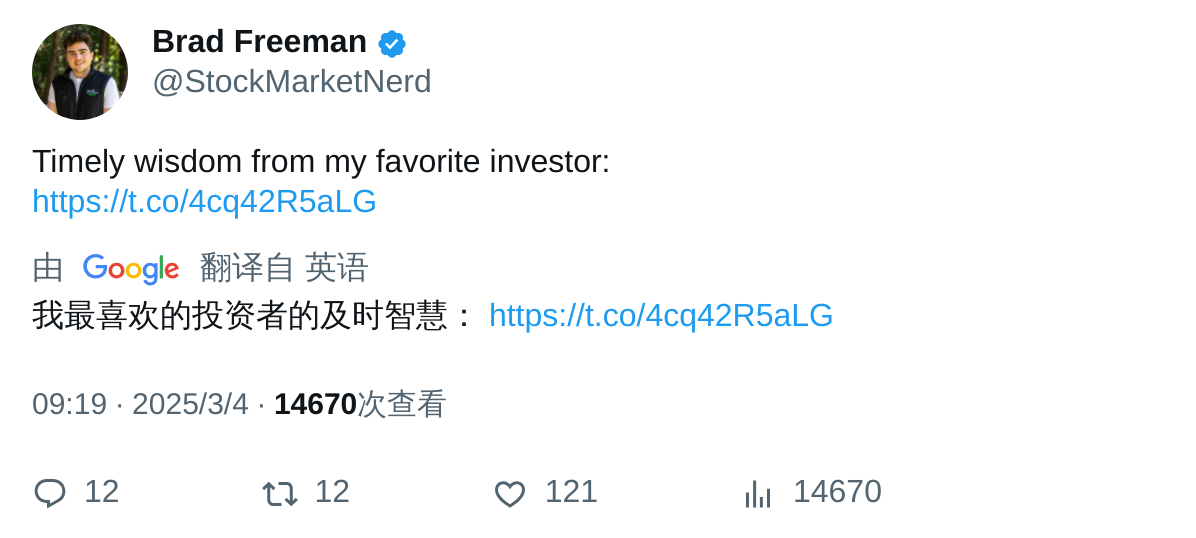 Brad Freeman
@StockMarketNerd
Timely wisdom from my favorite investor:
https://t.co/4cq42R5aLG
由 Google 翻译自 英语
我最喜欢的投资者的及时智慧： https://t.co/4cq42R5aLG
09:19 · 2025/3/4 · 14670次查看
12 12 121 14670